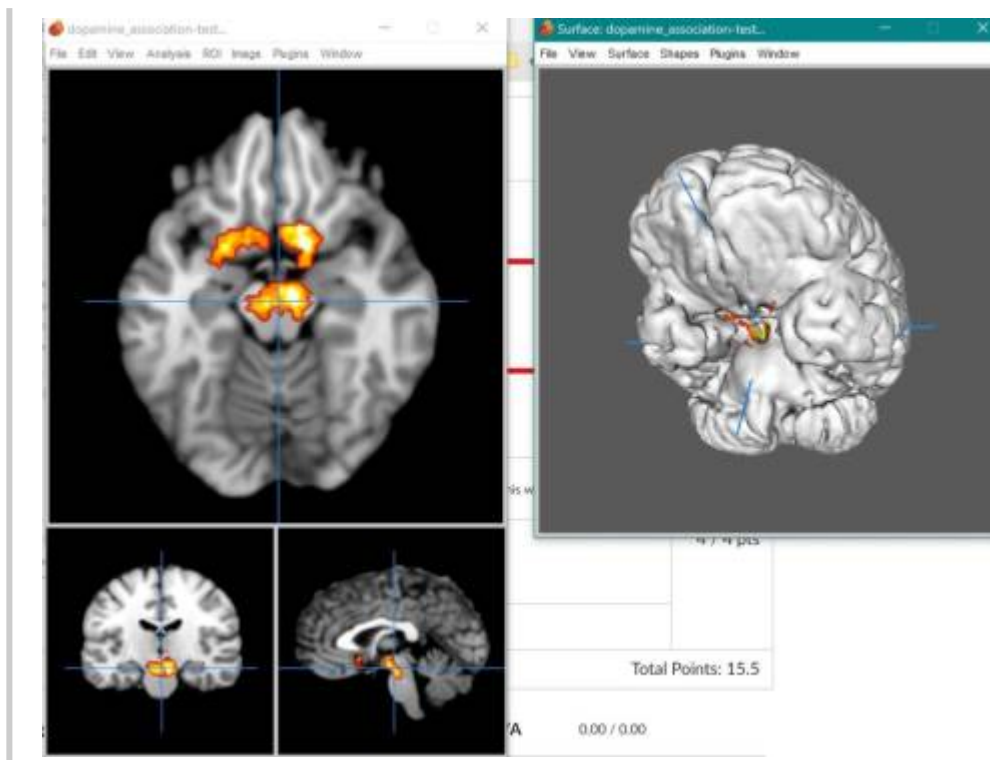 dopamine_association-test...
File Edit View Analysis ROI Image Plugins Window
Surface: dopamine_association-test...
File View Surface Shapes Plugins Window
his w
4 / 4 pts
Total Points: 15.5
/A
0.00 / 0.00